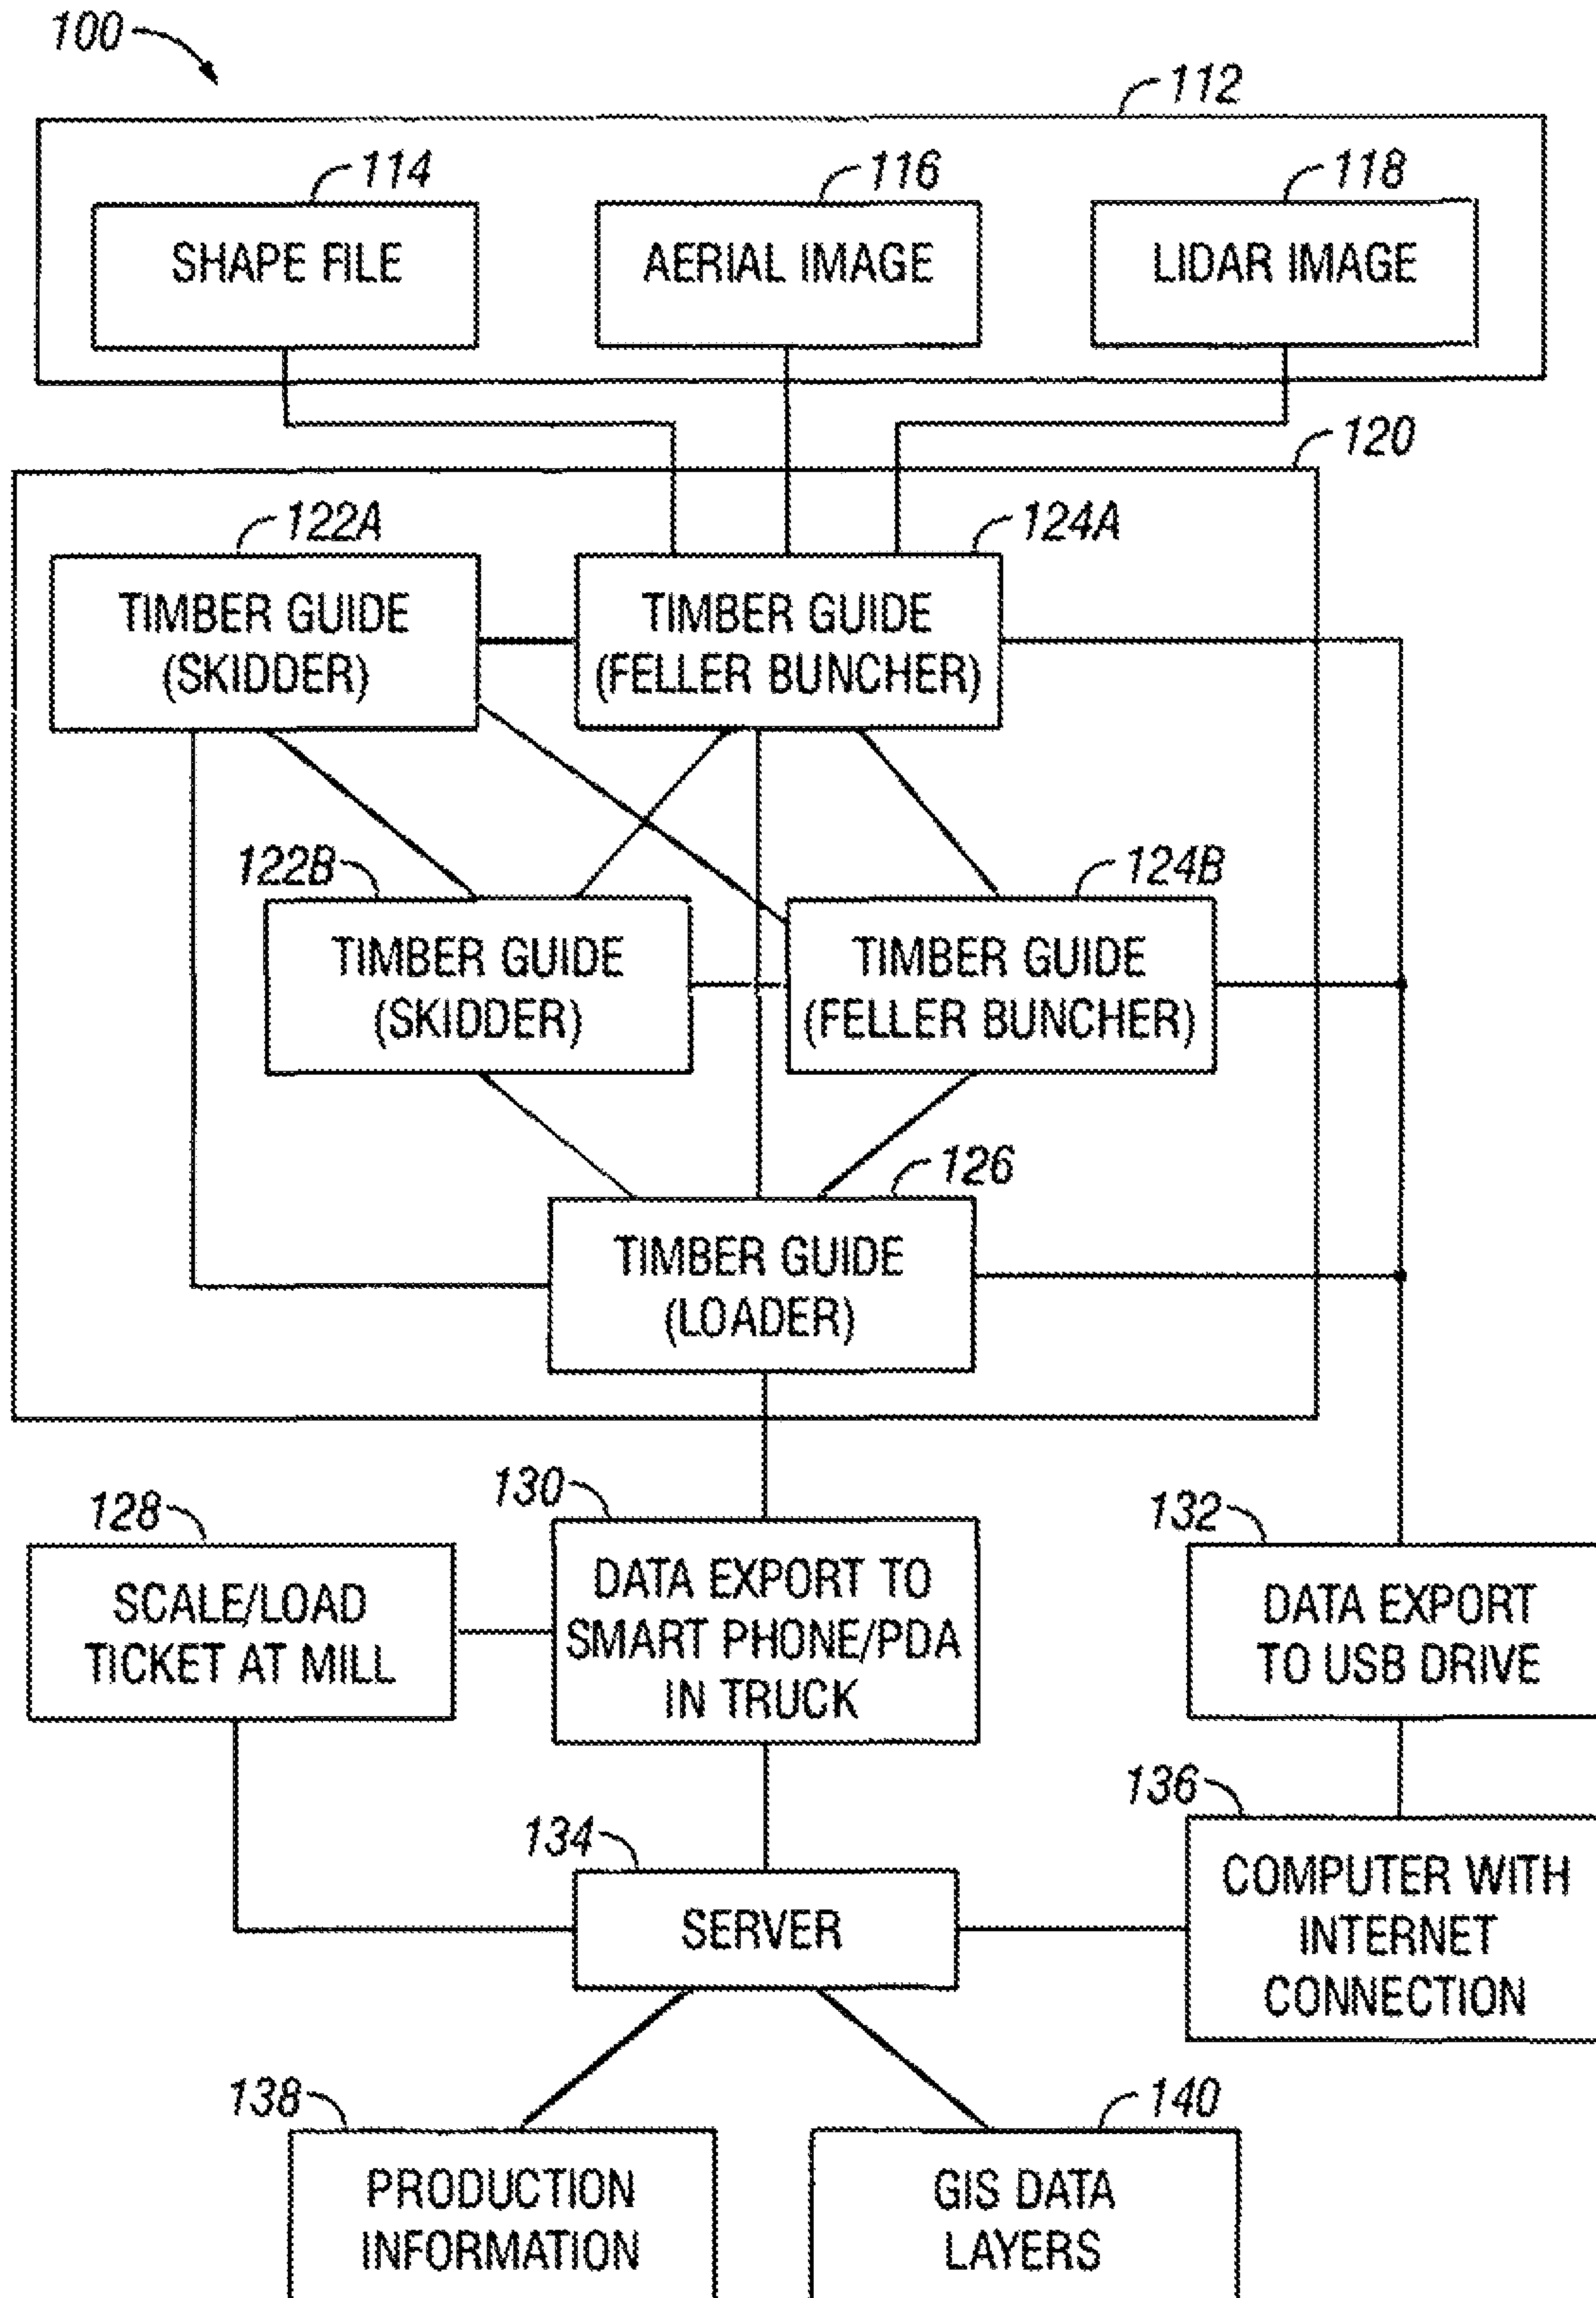 100
112
114
116
118
SHAPE FILE
AERIAL IMAGE
LIDAR IMAGE
120
122A
124A
TIMBER GUIDE
(SKIDDER)
TIMBER GUIDE
(FELLER BUNCHER)
122B
124B
TIMBER GUIDE
(SKIDDER)
TIMBER GUIDE
(FELLER BUNCHER)
126
TIMBER GUIDE
(LOADER)
128
130
132
SCALE/LOAD
TICKET AT MILL
DATA EXPORT TO
SMART PHONE/PDA
IN TRUCK
DATA EXPORT
TO USB DRIVE
134
136
SERVER
COMPUTER WITH
INTERNET
CONNECTION
138
140
PRODUCTION
INFORMATION
GIS DATA
LAYERS